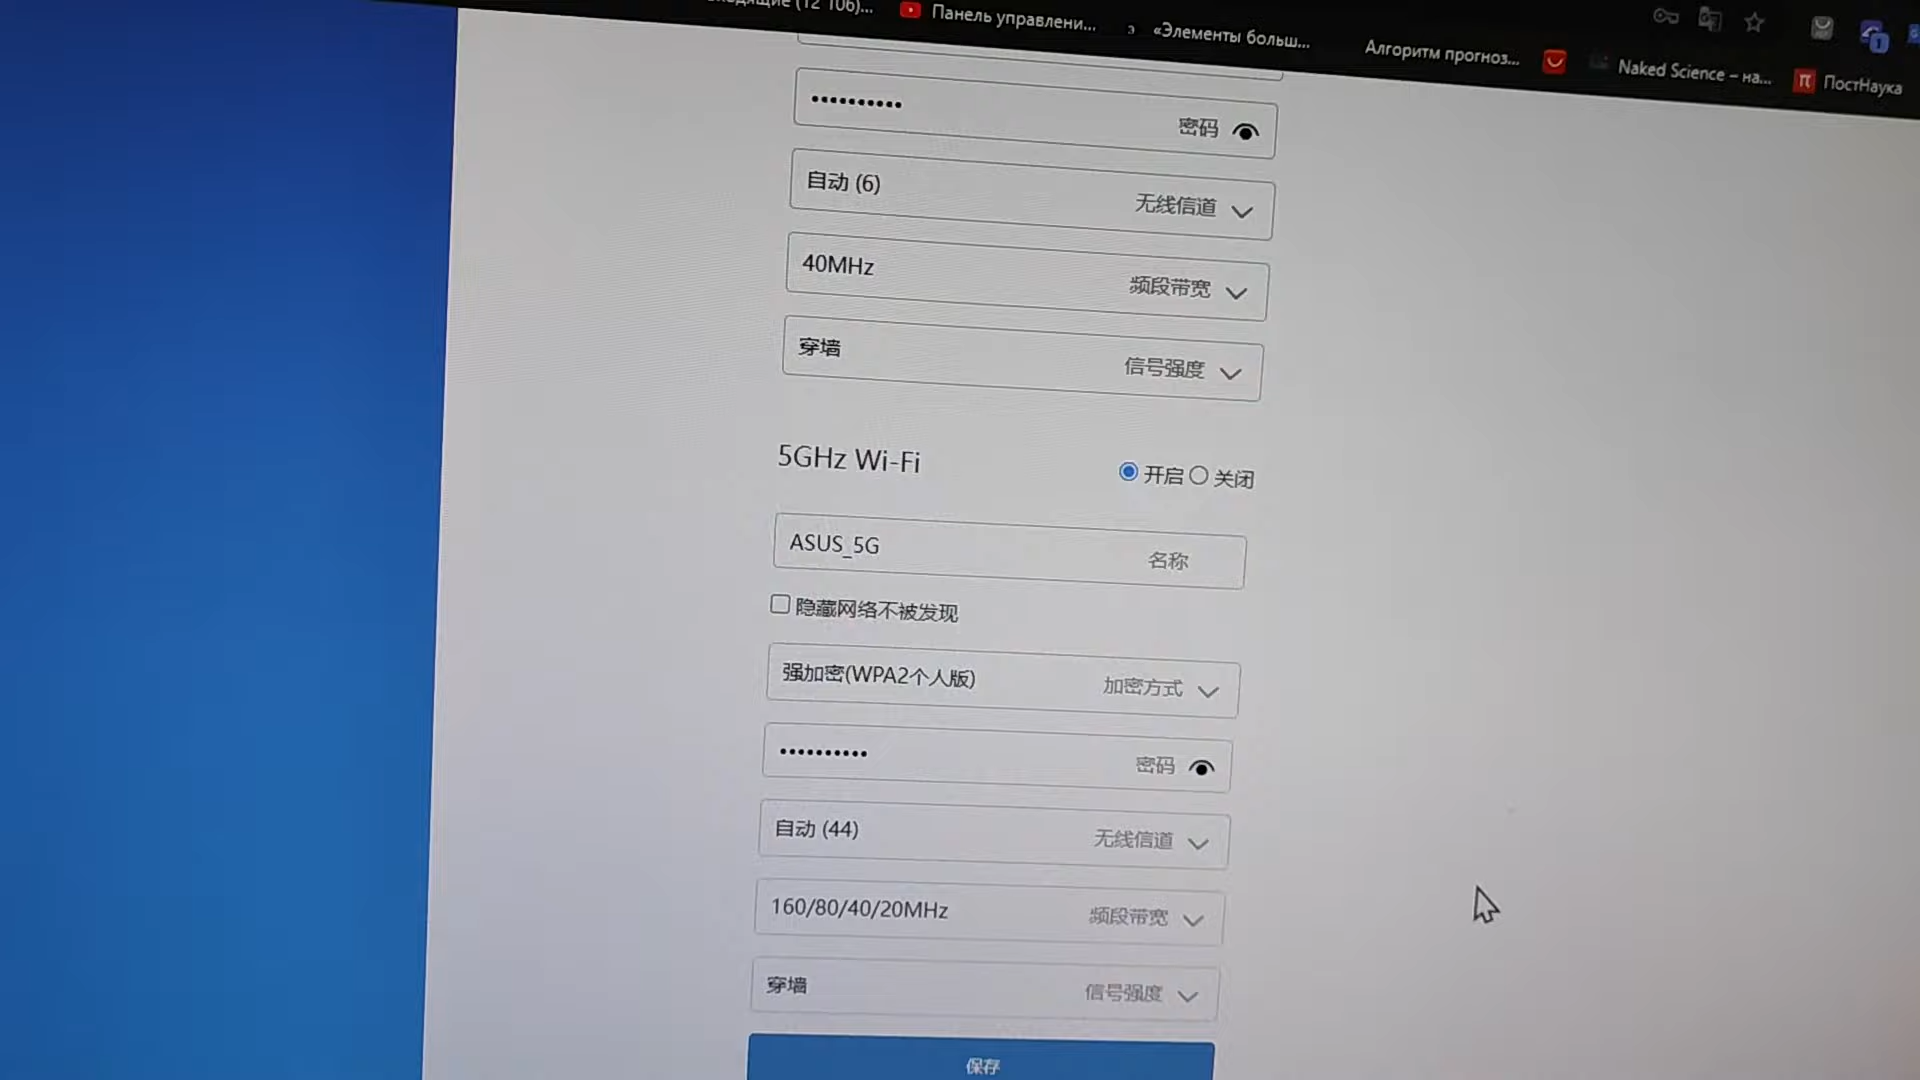 (12 106)...
Панель управлени...
«Элементы больш...
Алгоритм прогноз...
Naked Science – на...
ПостНаука
••••••••••
密码
自动 (6)
无线信道
40MHz
频段带宽
穿墙
信号强度
5GHz Wi-Fi
开启
关闭
ASUS_5G
名称
隐藏网络不被发现
强加密(WPA2个人版)
加密方式
••••••••••
密码
自动 (44)
无线信道
160/80/40/20MHz
频段带宽
穿墙
信号强度
保存